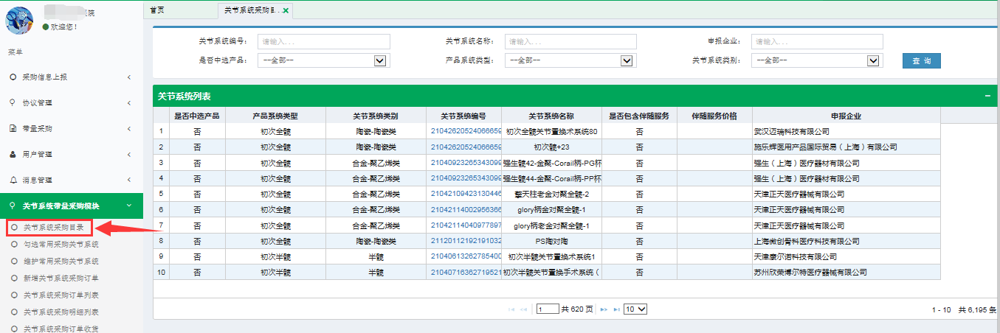 院
欢迎您！
菜单
采购信息上报
协议管理
带量采购
用户管理
消息管理
关节系统带量采购模块
关节系统采购目录
勾选常用采购关节系统
维护常用采购关节系统
新增关节系统采购订单
关节系统采购订单列表
关节系统采购明细列表
关节系统采购订单收货
首页 关节系统采购目...
关节系统编号： 请输入... 关节系统名称： 请输入... 申报企业： 请输入...
是否中选产品： --全部-- 产品系统类型： --全部-- 关节系统类别： --全部-- 查 询
关节系统列表
是否中选产品 产品系统类型 关节系统类别 关节系统编号 关节系统名称 是否包含伴随服务 伴随服务价格 申报企业
1 否 初次全髋 陶瓷-陶瓷类 21042620524066659 初次全髋关节置换术系统80 否 武汉迈瑞科技有限公司
2 否 初次全髋 陶瓷-陶瓷类 21042620524066659 初次髋+23 否 施乐辉医用产品国际贸易（上海）有限公司
3 否 初次全髋 合金-聚乙烯类 21040923265343099 强生髋42-金聚-Corail柄-PG杯 否 强生（上海）医疗器材有限公司
4 否 初次全髋 合金-聚乙烯类 21040923265343099 强生髋44-金聚-Corail柄-PP杯 否 强生（上海）医疗器材有限公司
5 否 初次全髋 合金-聚乙烯类 21042109423130446 擎天柱老金对聚全髋-2 否 天津正天医疗器械有限公司
6 否 初次全髋 合金-聚乙烯类 21042114002956366 glory柄金对聚全髋-1 否 天津正天医疗器械有限公司
7 否 初次全髋 合金-聚乙烯类 21042114040977897 glory柄老金对聚全髋-1 否 天津正天医疗器械有限公司
8 否 初次全髋 陶瓷-陶瓷类 21120112192191032 PS陶对陶 否 上海微创骨科医疗科技有限公司
9 否 初次半髋 半髋 21040613262785400 初次半髋关节置换术系统1 否 天津康尔诺科技有限公司
10 否 初次半髋 半髋 21040716362719521 初次半髋关节置换手术系统（ 否 苏州欣荣博尔特医疗器械有限公司
1 共 620 页 10 1 - 10 共 6,195 条